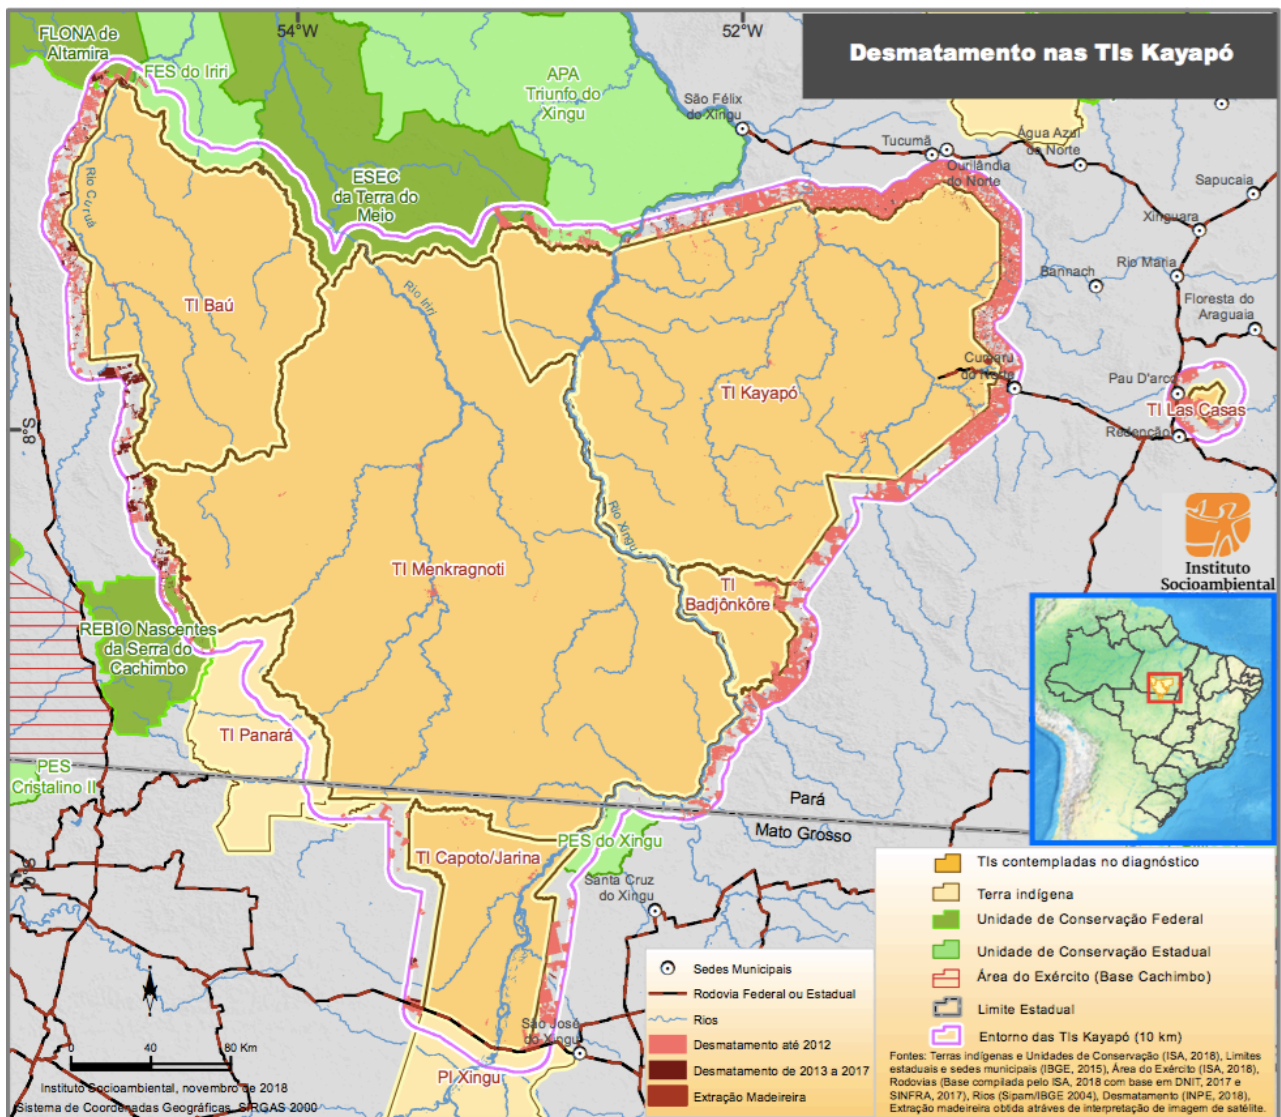 Desmatamento nas TIs Kayapó
54°W
52°W
FLONA de
Altamira
FES do Iriri
APA
Triunfo do
Xingu
São Félix
do Xingu
Tucumã
Água Azul
do Norte
Ourilândia
do Norte
Sapucaia
Xinguara
ESEC
da Terra do
Meio
Rio Curuá
Rio Maria
Bannach
Floresta do
Araguaia
TI Baú
Rio Iriri
Cumaru
do Norte
Pau D'arco
TI Kayapó
TI Las Casas
Redenção
8°S
Rio Xingu
TI Menkragnoti
TI
Badjônkôre
Instituto
Socioambiental
REBIO Nascentes
da Serra do
Cachimbo
TI Panará
PES
Cristalino II
Pará
Mato Grosso
TI Capoto/Jarina
PES do Xingu
Santa Cruz
do Xingu
10°S
São José
do Xingu
PI Xingu
TIs contempladas no diagnóstico
Terra indígena
Unidade de Conservação Federal
Unidade de Conservação Estadual
Área do Exército (Base Cachimbo)
Limite Estadual
Entorno das TIs Kayapó (10 km)
Sedes Municipais
Rodovia Federal ou Estadual
Rios
Desmatamento até 2012
Desmatamento de 2013 a 2017
Extração Madeireira
Fontes: Terras indígenas e Unidades de Conservação (ISA, 2018), Limites
estaduais e sedes municipais (IBGE, 2015), Área do Exército (ISA, 2018),
Rodovias (Base compilada pelo ISA, 2018 com base em DNIT, 2017 e
SINFRA, 2017), Rios (Sipam/IBGE 2004), Desmatamento (INPE, 2018),
Extração madeireira obtida atráves de interpretação de imagem de satélite.
0 40 80 Km
Instituto Socioambiental, novembro de 2018
Sistema de Coordenadas Geográficas, SIRGAS 2000